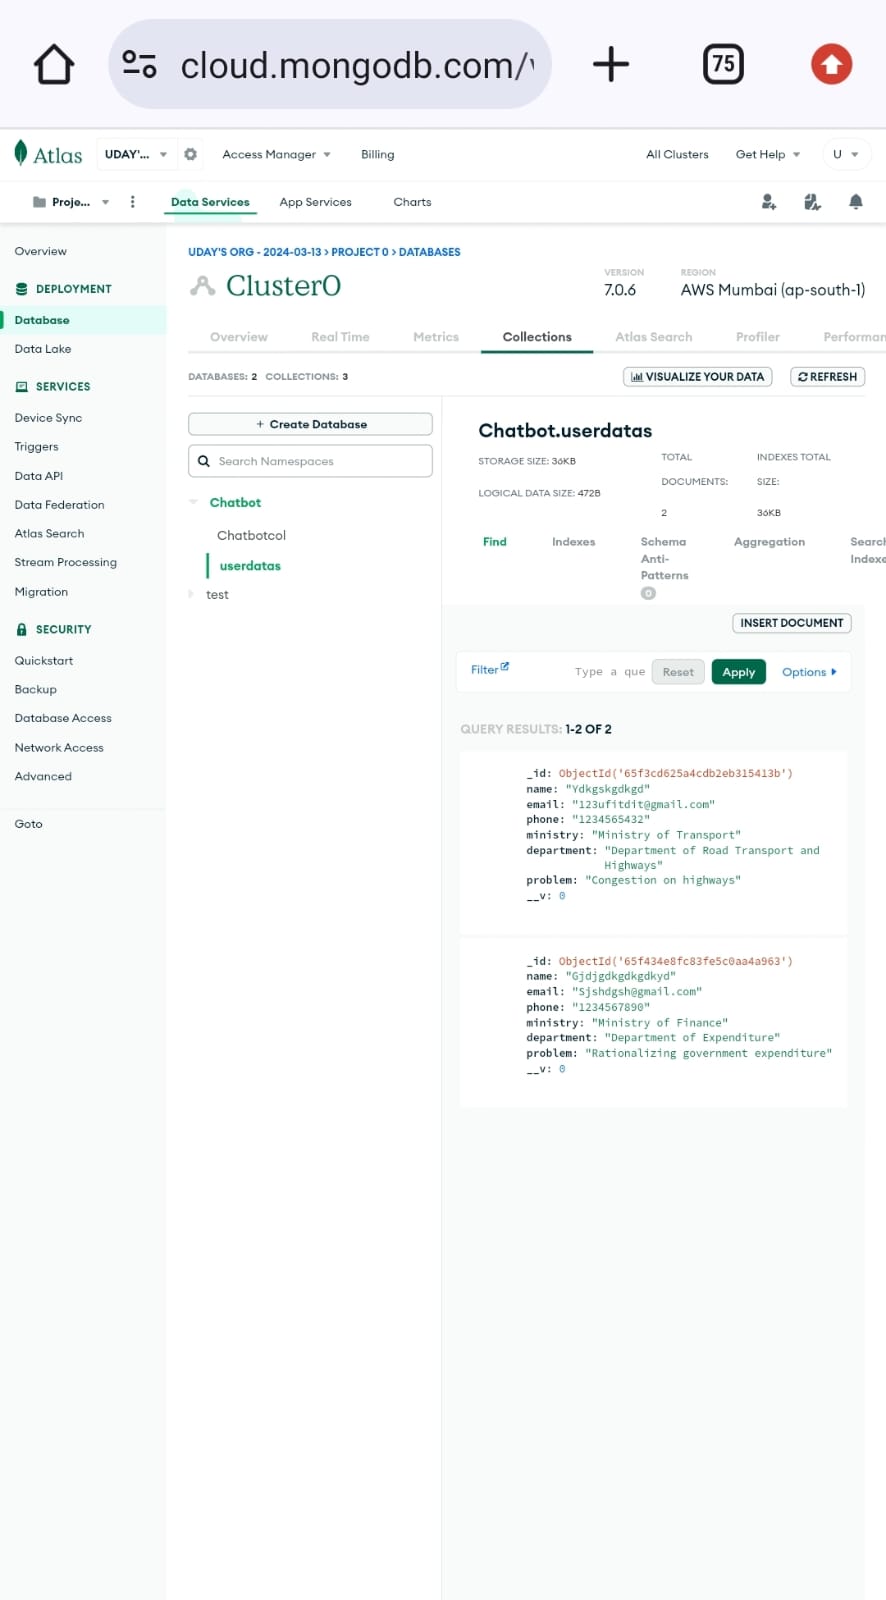 cloud.mongodb.com/
75
Atlas
UDAY'...
Access Manager
Billing
All Clusters
Get Help
U
Proje...
Data Services
App Services
Charts
Overview
DEPLOYMENT
Database
Data Lake
SERVICES
Device Sync
Triggers
Data API
Data Federation
Atlas Search
Stream Processing
Migration
SECURITY
Quickstart
Backup
Database Access
Network Access
Advanced
Goto
UDAY'S ORG - 2024-03-13 > PROJECT 0 > DATABASES
Cluster0
VERSION
7.0.6
REGION
AWS Mumbai (ap-south-1)
Overview
Real Time
Metrics
Collections
Atlas Search
Profiler
Performan
DATABASES: 2 COLLECTIONS: 3
VISUALIZE YOUR DATA
REFRESH
+ Create Database
Search Namespaces
Chatbot
Chatbotcol
userdatas
test
Chatbot.userdatas
STORAGE SIZE: 36KB
LOGICAL DATA SIZE: 472B
TOTAL
DOCUMENTS:
2
INDEXES TOTAL
SIZE:
36KB
Find
Indexes
Schema
Anti-
Patterns
0
Aggregation
Search
Indexe
INSERT DOCUMENT
Filter
Type a que
Reset
Apply
Options
QUERY RESULTS: 1-2 OF 2
_id: ObjectId('65f3cd625a4cdb2eb315413b')
name: "Ydkgskgdkgd"
email: "123ufitdit@gmail.com"
phone: "1234565432"
ministry: "Ministry of Transport"
department: "Department of Road Transport and
Highways"
problem: "Congestion on highways"
__v: 0
_id: ObjectId('65f434e8fc83fe5c0aa4a963')
name: "Gjdjgdkgdkgdkyd"
email: "Sjshdgsh@gmail.com"
phone: "1234567890"
ministry: "Ministry of Finance"
department: "Department of Expenditure"
problem: "Rationalizing government expenditure"
__v: 0